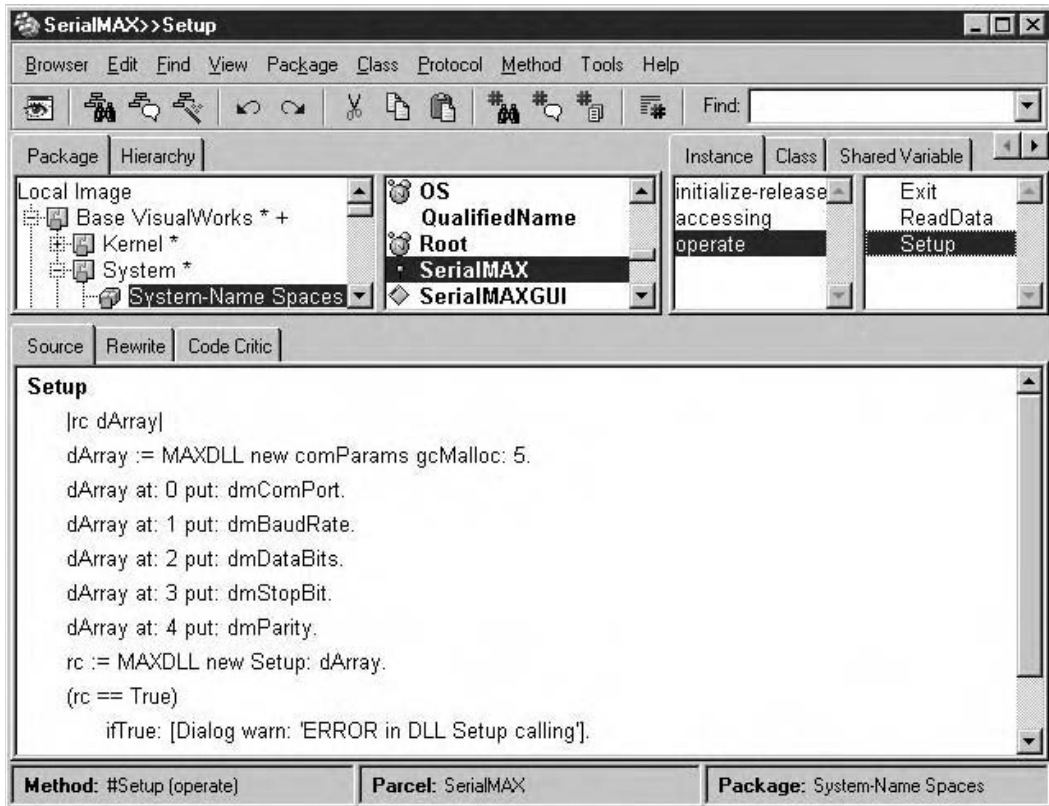 SerialMAX>>Setup
Browser Edit Find View Package Class Protocol Method Tools Help
Find:
Package Hierarchy Instance Class Shared Variable
Local Image
Base VisualWorks * +
Kernel *
System *
System-Name Spaces
OS
QualifiedName
Root
SerialMAX
SerialMAXGUI
initialize-release
accessing
operate
Exit
ReadData
Setup
Source Rewrite Code Critic
Setup
|rc dArray|
dArray := MAXDLL new comParams gcMalloc: 5.
dArray at: 0 put: dmComPort.
dArray at: 1 put: dmBaudRate.
dArray at: 2 put: dmDataBits.
dArray at: 3 put: dmStopBit.
dArray at: 4 put: dmParity.
rc := MAXDLL new Setup: dArray.
(rc == True)
ifTrue: [Dialog warn: 'ERROR in DLL Setup calling'].
Method: #Setup (operate) Parcel: SerialMAX Package: System-Name Spaces